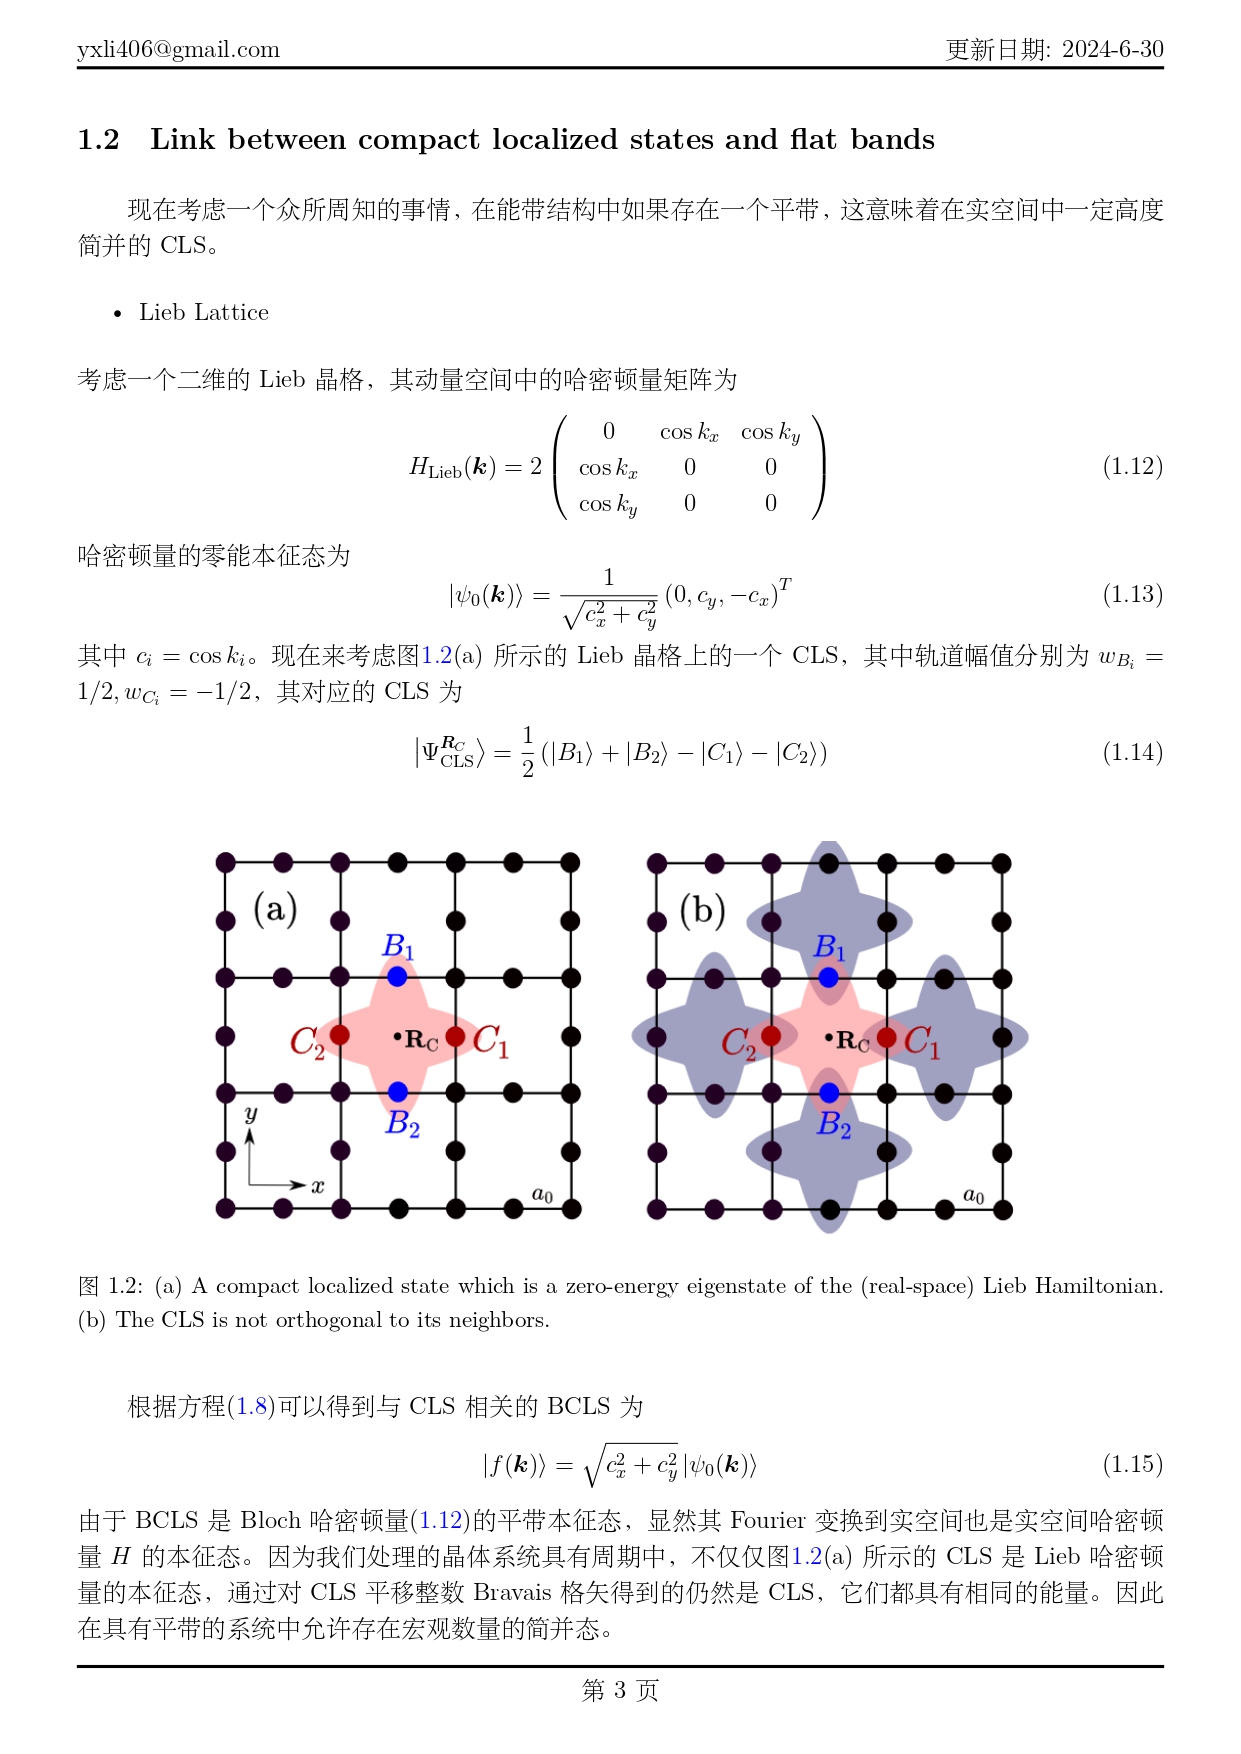 yxli406@gmail.com 更新日期: 2024-6-30
1.2 Link between compact localized states and flat bands
现在考虑一个众所周知的事情, 在能带结构中如果存在一个平带, 这意味着在实空间中一定高度
简并的 CLS。
• Lieb Lattice
考虑一个二维的 Lieb 晶格，其动量空间中的哈密顿量矩阵为
$H_{\text{Lieb}}(\boldsymbol{k}) = 2 \begin{pmatrix} 0 & \cos k_x & \cos k_y \\ \cos k_x & 0 & 0 \\ \cos k_y & 0 & 0 \end{pmatrix}$ (1.12)
哈密顿量的零能本征态为
$|\psi_0(\boldsymbol{k})\rangle = \frac{1}{\sqrt{c_x^2 + c_y^2}} (0, c_y, -c_x)^T$ (1.13)
其中 $c_i = \cos k_i$。现在来考虑图1.2(a) 所示的 Lieb 晶格上的一个 CLS，其中轨道幅值分别为 $w_{B_i} =$
$1/2, w_{C_i} = -1/2$，其对应的 CLS 为
$\left|\Psi_{\text{CLS}}^{\boldsymbol{R}_C}\right\rangle = \frac{1}{2} (|B_1\rangle + |B_2\rangle - |C_1\rangle - |C_2\rangle)$ (1.14)
(a)
B₁
C₂
•R_C
C₁
B₂
y
x
a₀
(b)
B₁
C₂
•R_C
C₁
B₂
a₀
图 1.2: (a) A compact localized state which is a zero-energy eigenstate of the (real-space) Lieb Hamiltonian.
(b) The CLS is not orthogonal to its neighbors.
根据方程(1.8)可以得到与 CLS 相关的 BCLS 为
$|f(\boldsymbol{k})\rangle = \sqrt{c_x^2 + c_y^2} |\psi_0(\boldsymbol{k})\rangle$ (1.15)
由于 BCLS 是 Bloch 哈密顿量(1.12)的平带本征态，显然其 Fourier 变换到实空间也是实空间哈密顿
量 $H$ 的本征态。因为我们处理的晶体系统具有周期中，不仅仅图1.2(a) 所示的 CLS 是 Lieb 哈密顿
量的本征态，通过对 CLS 平移整数 Bravais 格矢得到的仍然是 CLS，它们都具有相同的能量。因此
在具有平带的系统中允许存在宏观数量的简并态。
第 3 页